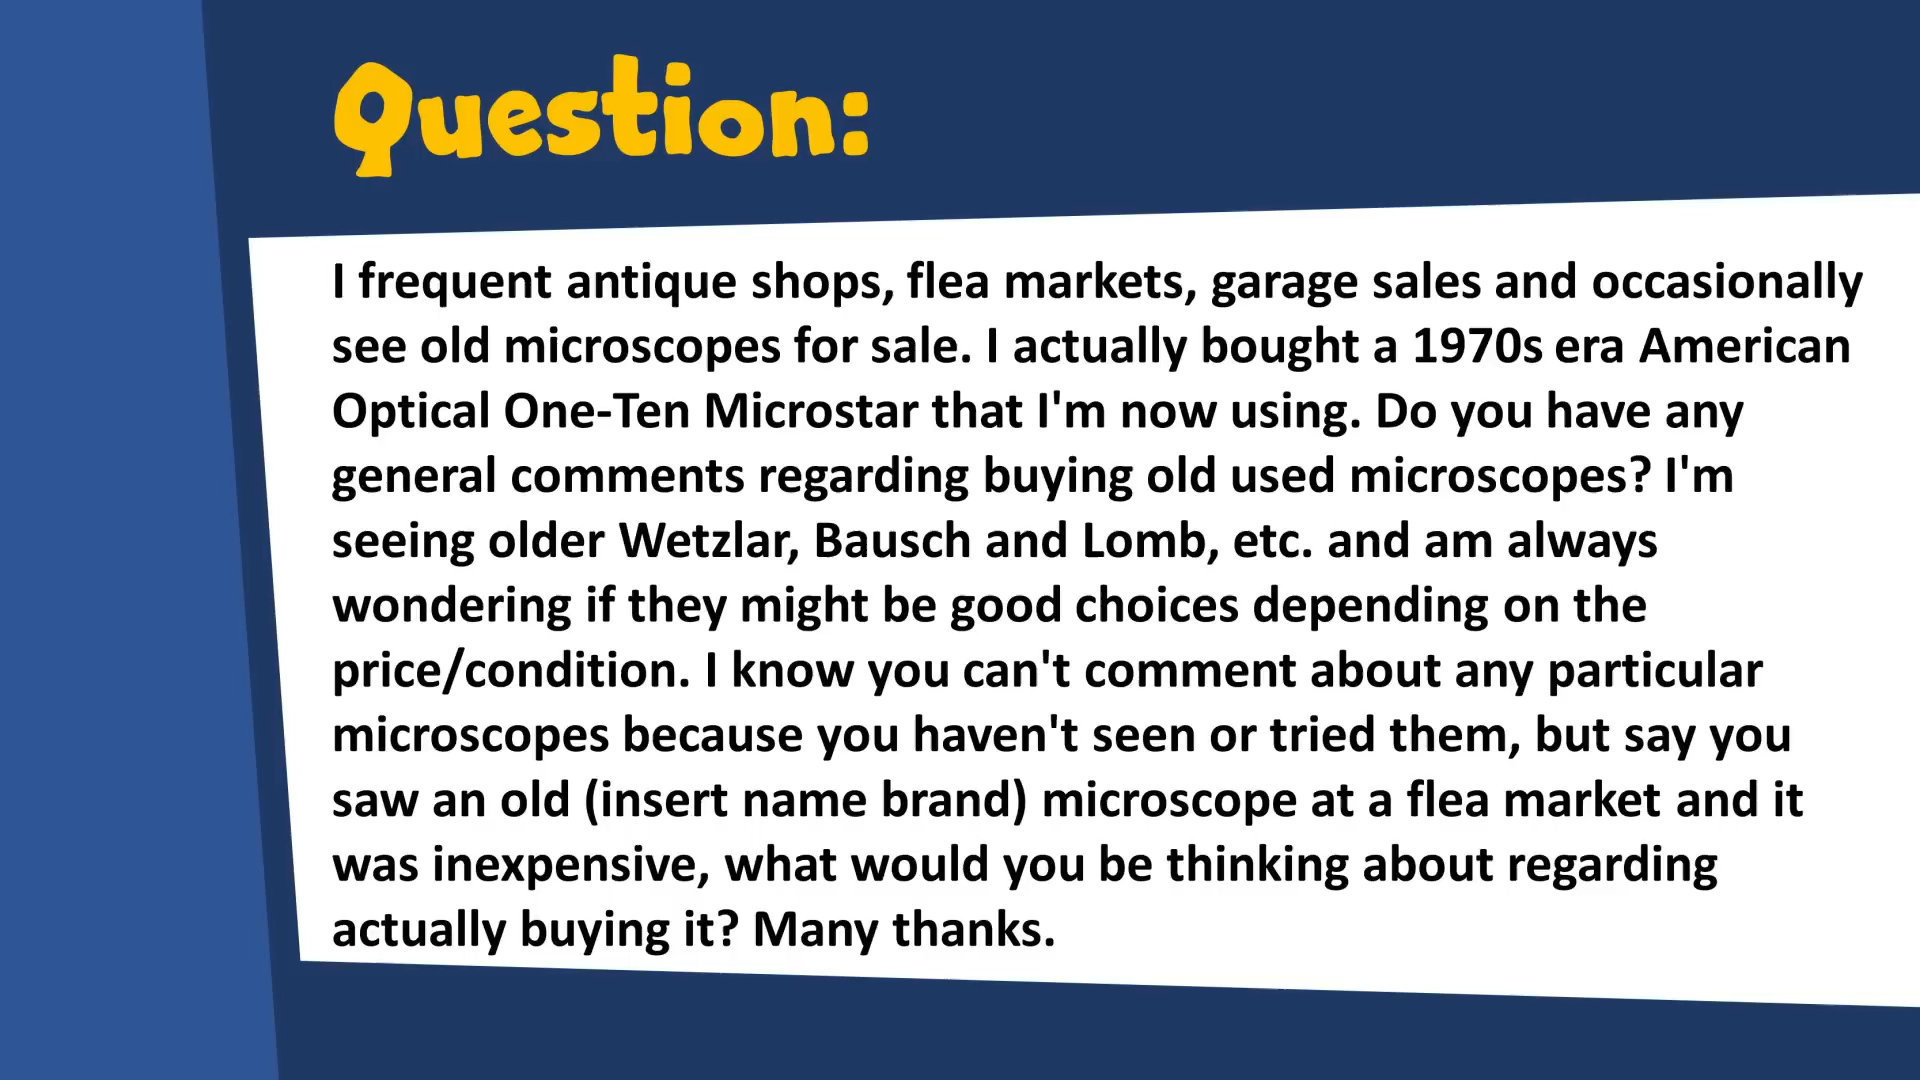 Question:
I frequent antique shops, flea markets, garage sales and occasionally
see old microscopes for sale. I actually bought a 1970s era American
Optical One-Ten Microstar that I'm now using. Do you have any
general comments regarding buying old used microscopes? I'm
seeing older Wetzlar, Bausch and Lomb, etc. and am always
wondering if they might be good choices depending on the
price/condition. I know you can't comment about any particular
microscopes because you haven't seen or tried them, but say you
saw an old (insert name brand) microscope at a flea market and it
was inexpensive, what would you be thinking about regarding
actually buying it? Many thanks.